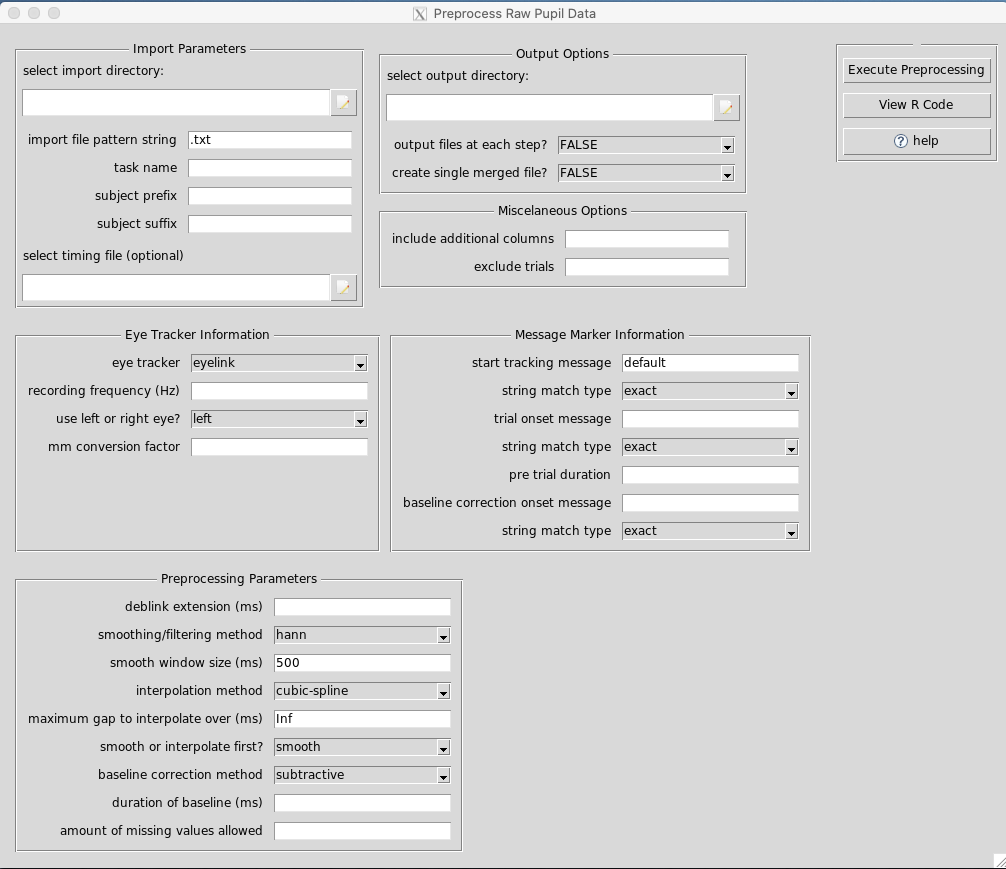 Preprocess Raw Pupil Data
Import Parameters
select import directory:
import file pattern string .txt
task name
subject prefix
subject suffix
select timing file (optional)
Output Options
select output directory:
output files at each step? FALSE
create single merged file? FALSE
Miscelaneous Options
include additional columns
exclude trials
Execute Preprocessing
View R Code
? help
Eye Tracker Information
eye tracker eyelink
recording frequency (Hz)
use left or right eye? left
mm conversion factor
Message Marker Information
start tracking message default
string match type exact
trial onset message
string match type exact
pre trial duration
baseline correction onset message
string match type exact
Preprocessing Parameters
deblink extension (ms)
smoothing/filtering method hann
smooth window size (ms) 500
interpolation method cubic-spline
maximum gap to interpolate over (ms) Inf
smooth or interpolate first? smooth
baseline correction method subtractive
duration of baseline (ms)
amount of missing values allowed